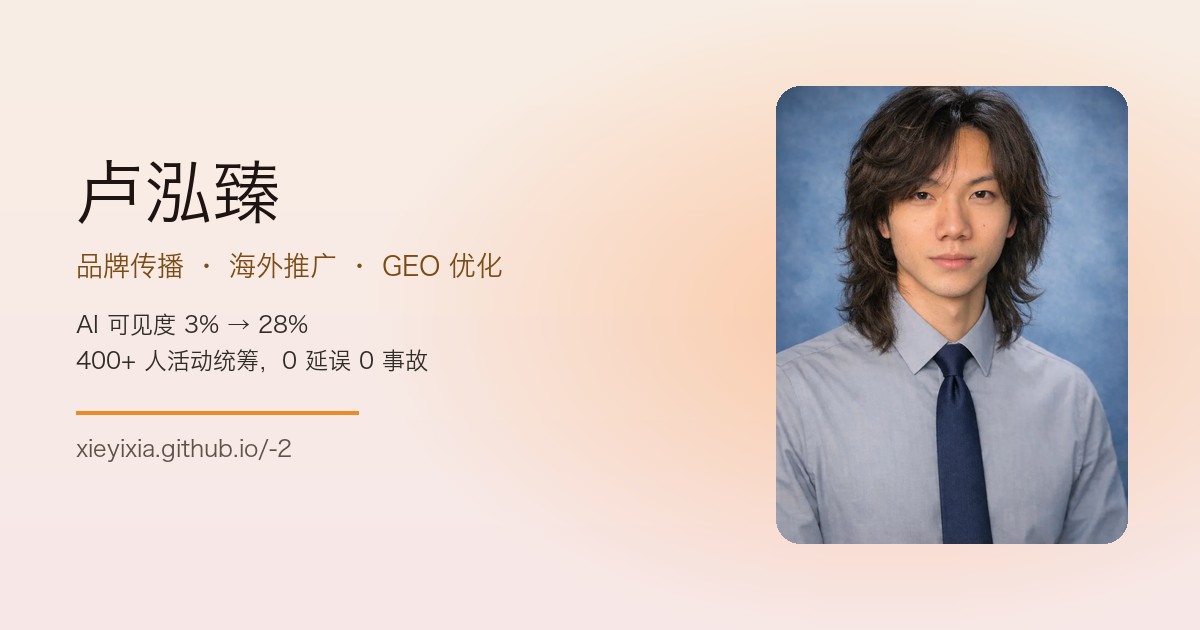 卢泓臻
品牌传播 · 海外推广 · GEO 优化
AI 可见度 3% → 28%
400+ 人活动统筹，0 延误 0 事故
xieyixia.github.io/-2